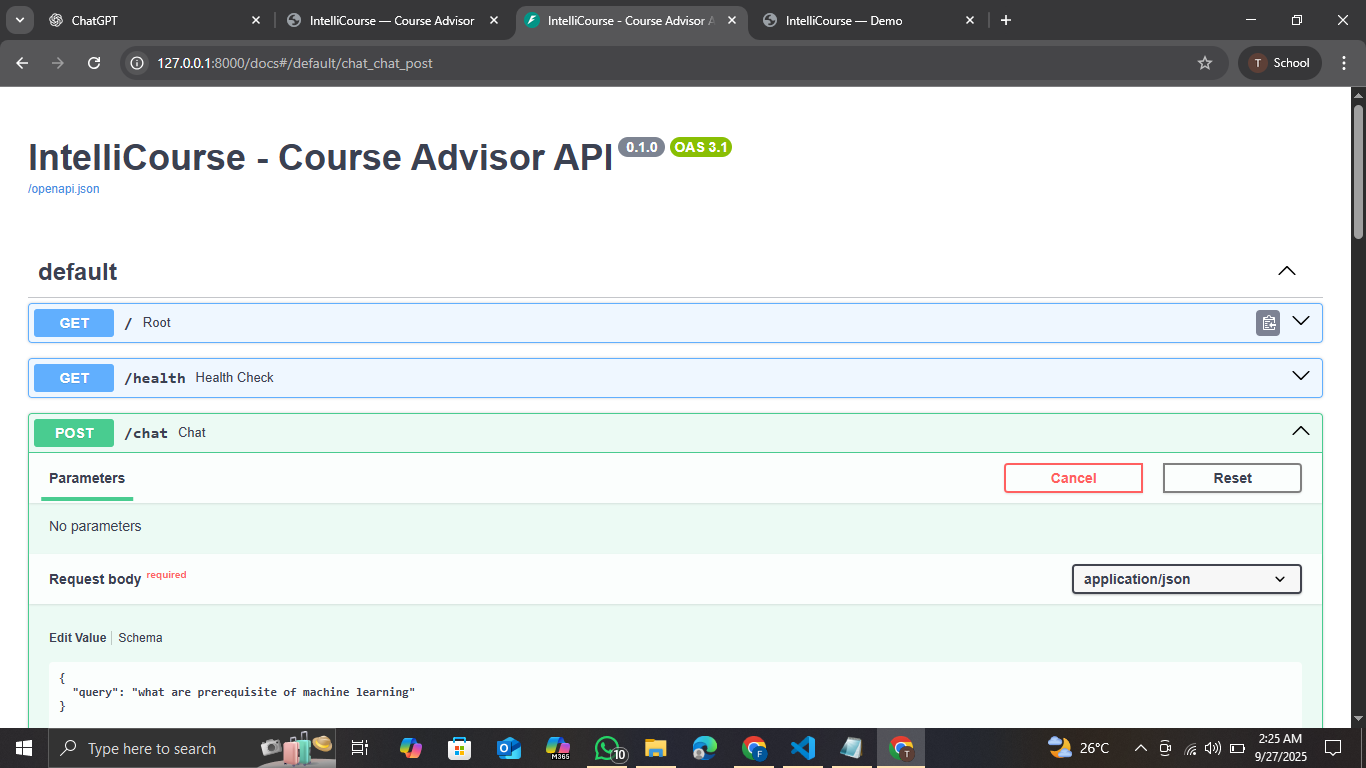 ChatGPT
IntelliCourse — Course Advisor
IntelliCourse - Course Advisor A
IntelliCourse — Demo
127.0.0.1:8000/docs#/default/chat_chat_post
T School
IntelliCourse - Course Advisor API 0.1.0 OAS 3.1
/openapi.json
default
GET / Root
GET /health Health Check
POST /chat Chat
Parameters
Cancel
Reset
No parameters
Request body required
application/json
Edit Value Schema
{
"query": "what are prerequisite of machine learning"
}
Type here to search
M365
10
F
T
26°C
2:25 AM
9/27/2025